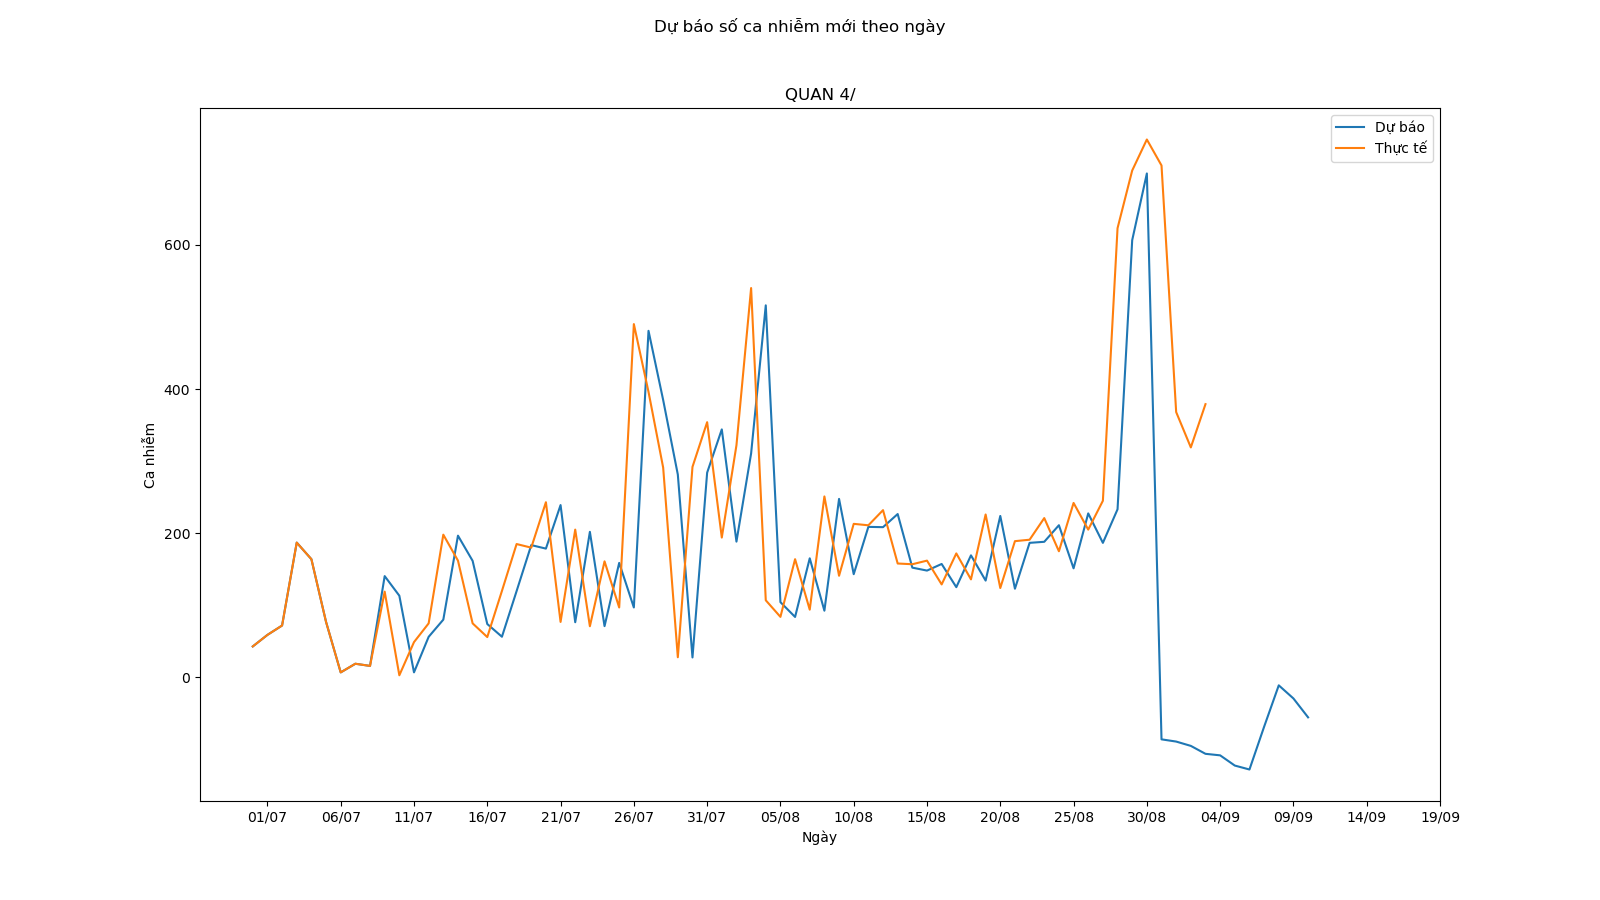 Dự báo số ca nhiễm mới theo ngày
QUAN 4/
Dự báo
Thực tế
600
400
200
0
Ca nhiễm
01/07 06/07 11/07 16/07 21/07 26/07 31/07 05/08 10/08 15/08 20/08 25/08 30/08 04/09 09/09 14/09 19/09
Ngày